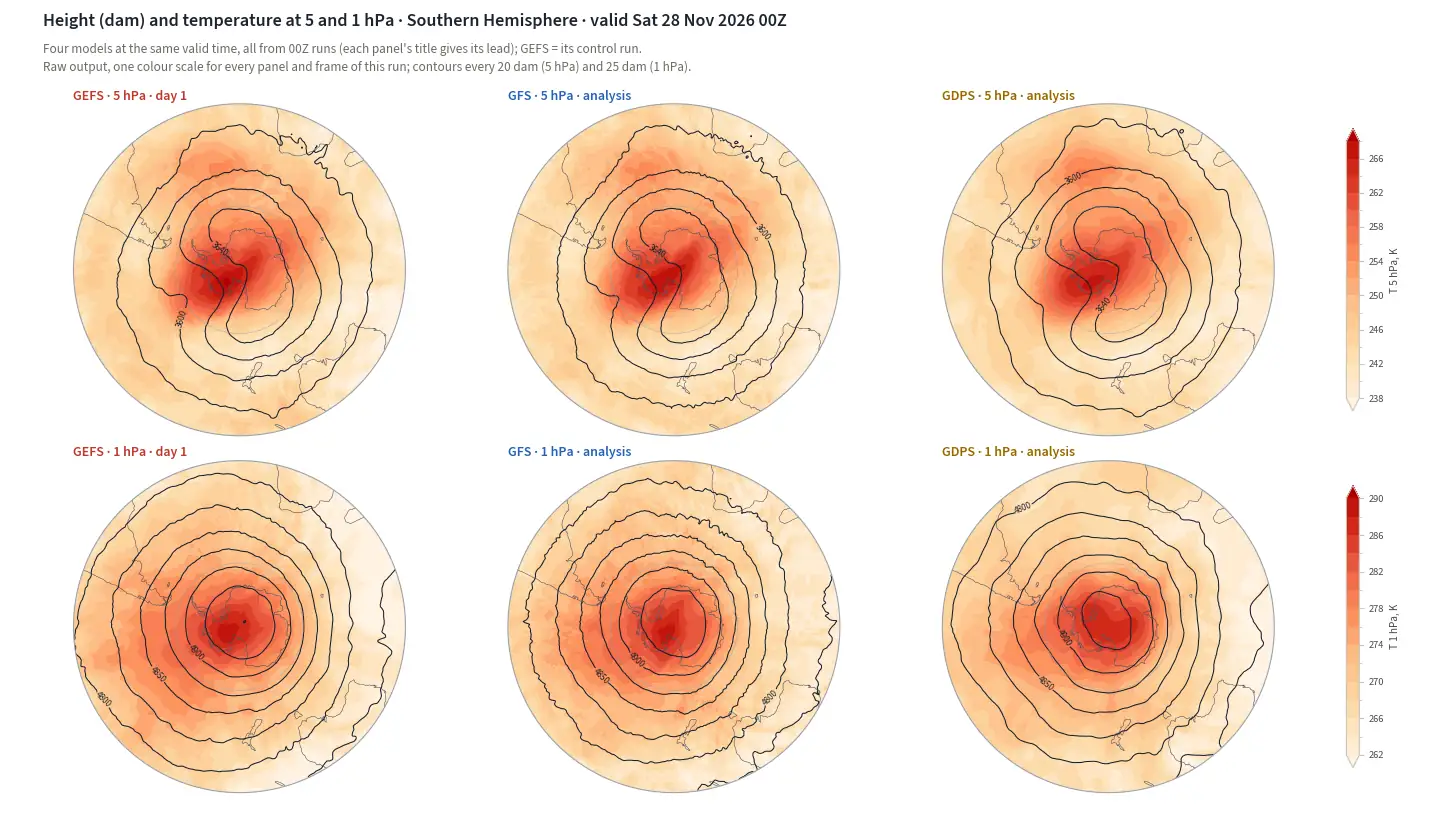 Height (dam) and temperature at 5 and 1 hPa · Southern Hemisphere · valid Sat 28 Nov 2026 00Z
Four models at the same valid time, all from 00Z runs (each panel's title gives its lead); GEFS = its control run.
Raw output, one colour scale for every panel and frame of this run; contours every 20 dam (5 hPa) and 25 dam (1 hPa).
GEFS · 5 hPa · day 1
GFS · 5 hPa · analysis
GDPS · 5 hPa · analysis
3640
3600
3640
3600
3600
3640
266
262
258
254
250
246
242
238
T 5 hPa, K
GEFS · 1 hPa · day 1
GFS · 1 hPa · analysis
GDPS · 1 hPa · analysis
4900
4850
4800
4900
4850
4800
4800
4900
4850
290
286
282
278
274
270
266
262
T 1 hPa, K